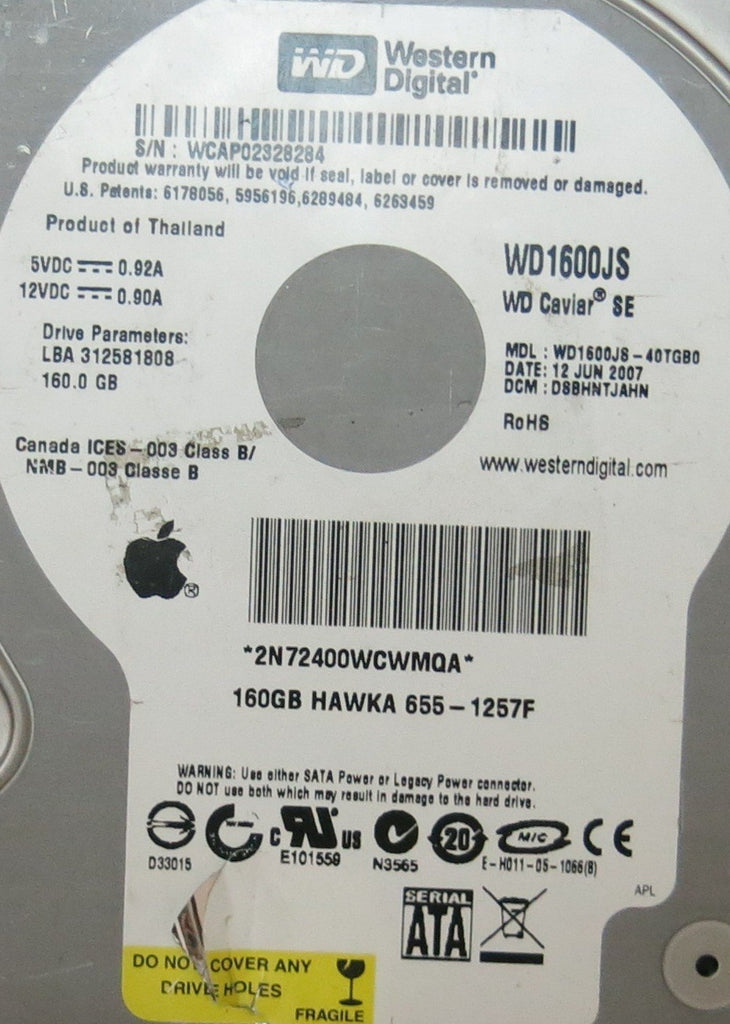 WD Western
Digital®
S/N : WCAP02328284
Product warranty will be void if seal, label or cover is removed or damaged.
U.S. Patents: 6178056, 5956196,6289484, 6263459
Product of Thailand
5VDC 0.92A
12VDC 0.90A
Drive Parameters:
LBA 312581808
160.0 GB
WD1600JS
WD Caviar® SE
MDL : WD1600JS-40TGB0
DATE: 12 JUN 2007
DCM : DSBHNTJAHN
RoHS
www.westerndigital.com
Canada ICES-003 Class B/
NMB-003 Classe B
®
*2N72400WCWMQA*
160GB HAWKA 655-1257F
WARNING: Use either SATA Power or Legacy Power connector.
DO NOT use both which may result in damage to the hard drive.
C US 20 MIC CE
D33015 E101559 N3565 E-H011-05-1066(B)
APL
SERIAL
ATA
DO NOT COVER ANY
DRIVE HOLES
FRAGILE